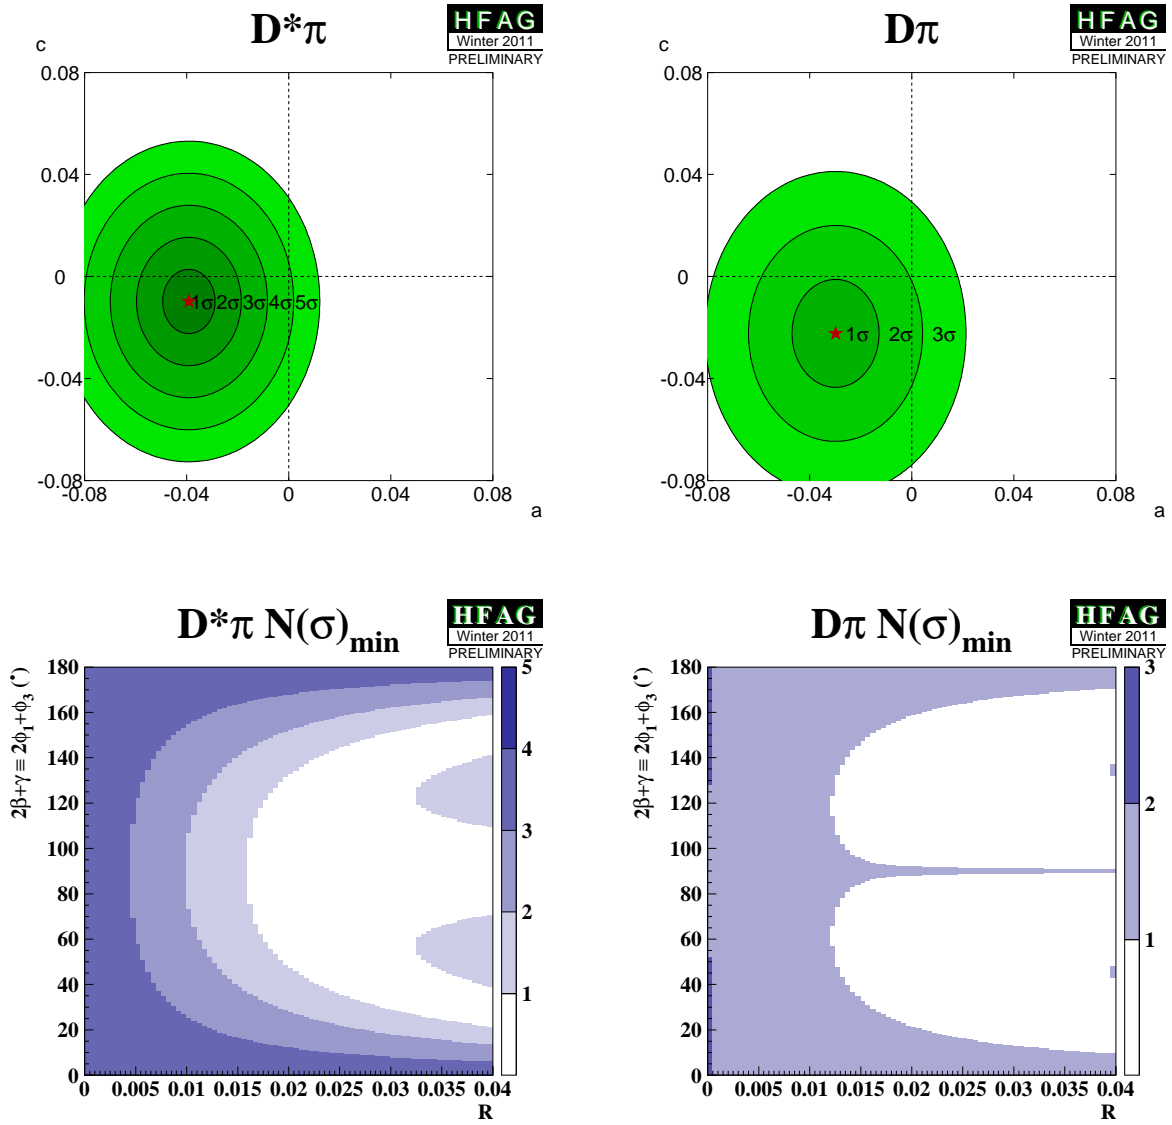 D*π
HFAG
Winter 2011
PRELIMINARY
c
0.08
0.04
0
-0.04
-0.08
1σ 2σ 3σ 4σ 5σ
-0.08 -0.04 0 0.04 0.08
a
Dπ
HFAG
Winter 2011
PRELIMINARY
c
0.08
0.04
0
-0.04
-0.08
1σ 2σ 3σ
-0.08 -0.04 0 0.04 0.08
a
D*π N(σ)min
HFAG
Winter 2011
PRELIMINARY
2β+γ ≡ 2ϕ1+ϕ3 (°)
180
160
140
120
100
80
60
40
20
0
0 0.005 0.01 0.015 0.02 0.025 0.03 0.035 0.04
R
5
4
3
2
1
Dπ N(σ)min
HFAG
Winter 2011
PRELIMINARY
2β+γ ≡ 2ϕ1+ϕ3 (°)
180
160
140
120
100
80
60
40
20
0
0 0.005 0.01 0.015 0.02 0.025 0.03 0.035 0.04
R
3
2
1